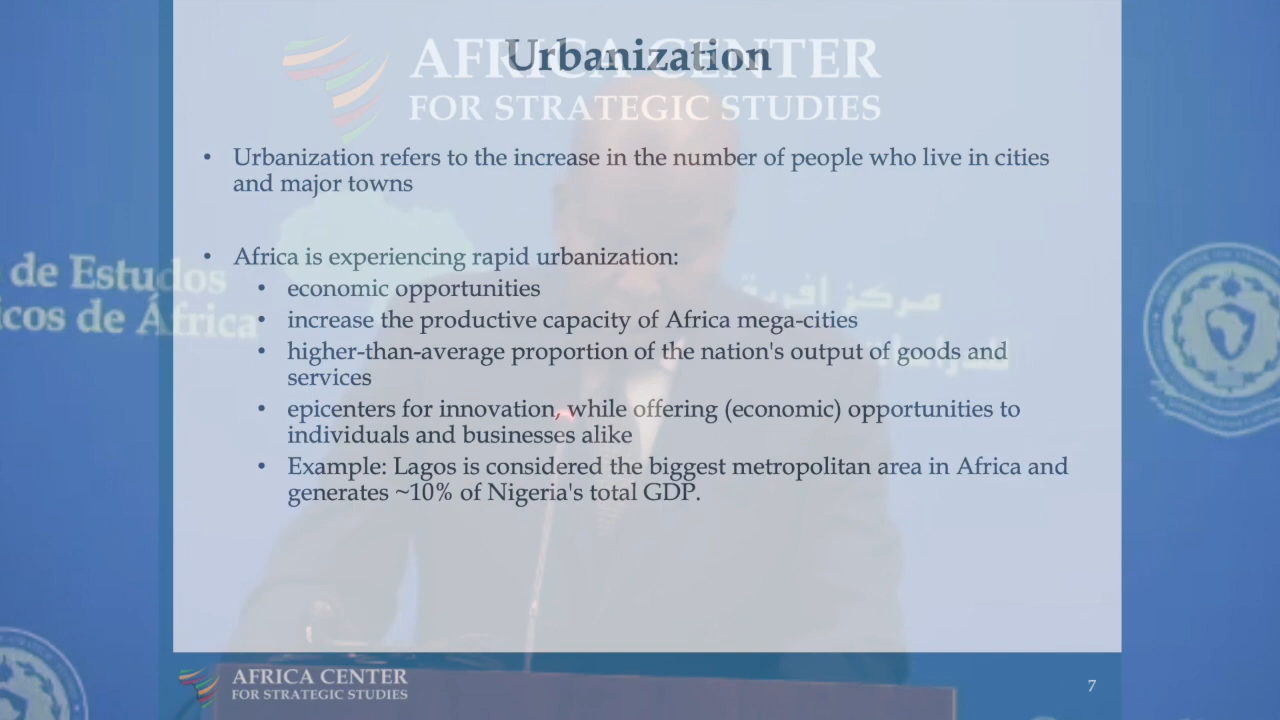 AFRICA CENTER
FOR STRATEGIC STUDIES
Urbanization
• Urbanization refers to the increase in the number of people who live in cities
and major towns
• Africa is experiencing rapid urbanization:
• economic opportunities
• increase the productive capacity of Africa mega-cities
• higher-than-average proportion of the nation's output of goods and
services
• epicenters for innovation, while offering (economic) opportunities to
individuals and businesses alike
• Example: Lagos is considered the biggest metropolitan area in Africa and
generates ~10% of Nigeria's total GDP.
de Estudos
icos de África
مركز أفريقيا
للدراسات
AFRICA CENTER
FOR STRATEGIC STUDIES
7